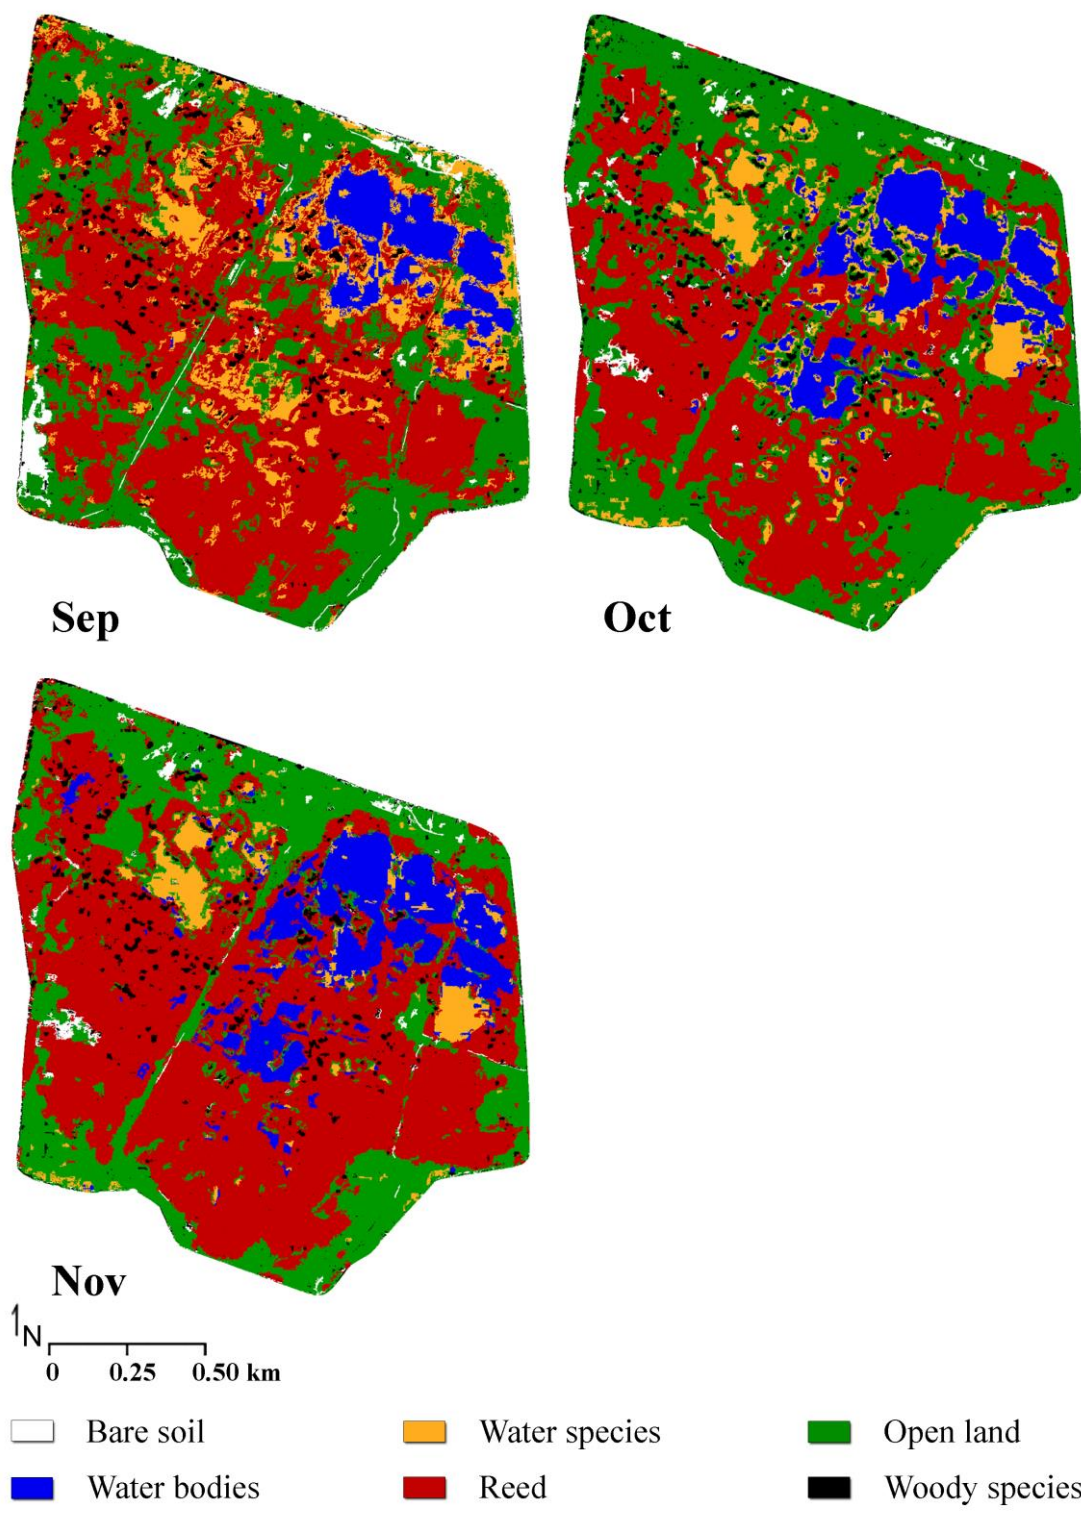 Sep
Oct
Nov
N
0 0.25 0.50 km
Bare soil
Water species
Open land
Water bodies
Reed
Woody species